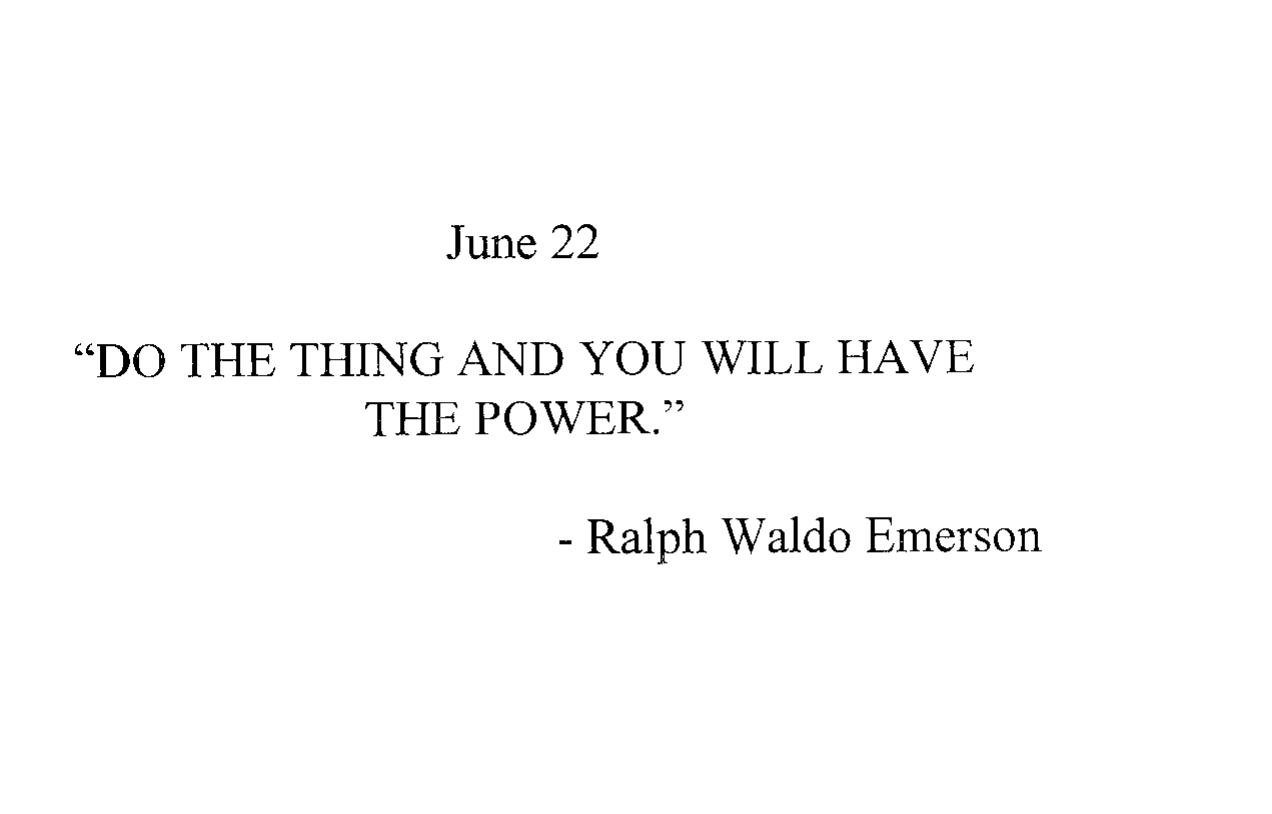 June 22
“DO THE THING AND YOU WILL HAVE
THE POWER.”
- Ralph Waldo Emerson